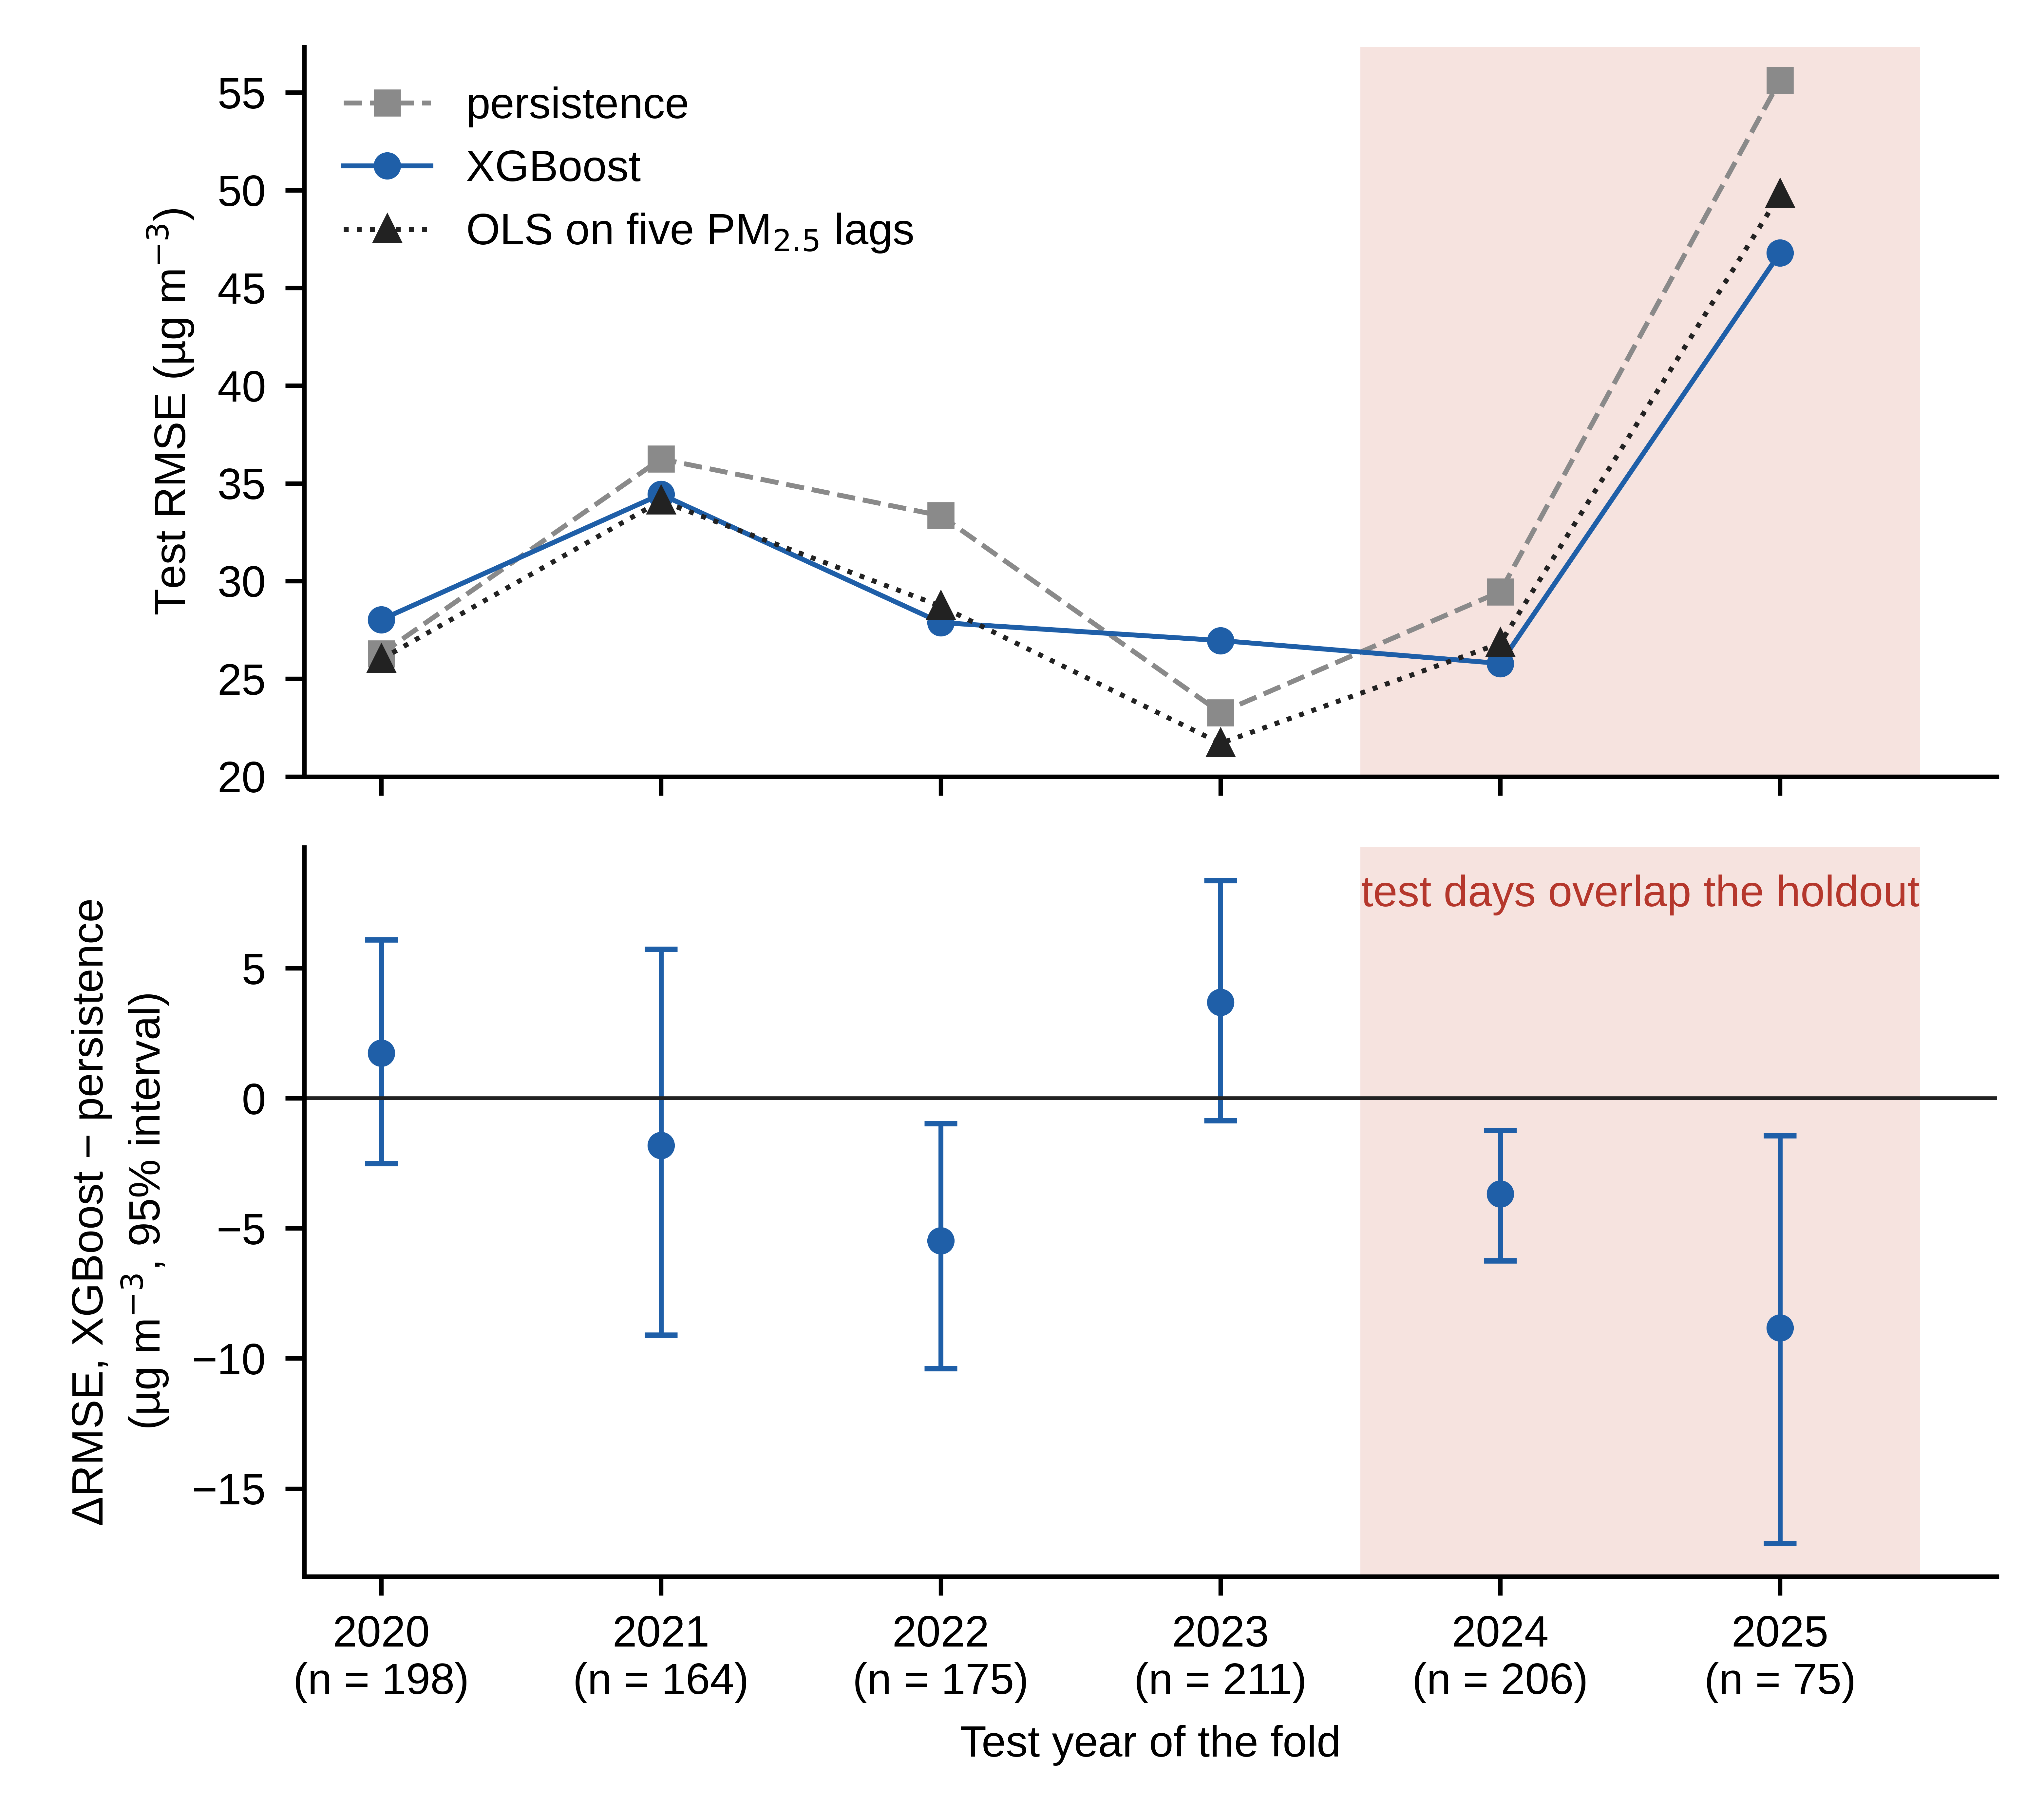 Test RMSE (µg m⁻³)
55
50
45
40
35
30
25
20
persistence
XGBoost
OLS on five PM₂.₅ lags
ΔRMSE, XGBoost − persistence
(µg m⁻³, 95% interval)
5
0
−5
−10
−15
test days overlap the holdout
2020 2021 2022 2023 2024 2025
(n = 198) (n = 164) (n = 175) (n = 211) (n = 206) (n = 75)
Test year of the fold